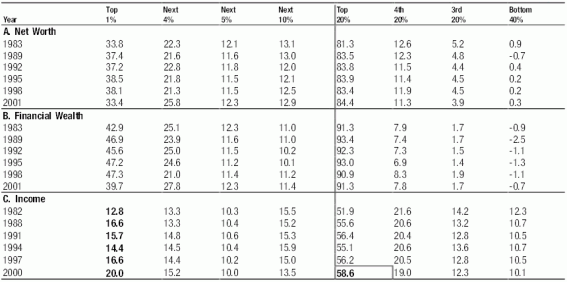 Top Next Next Next Top 4th 3rd Bottom
Year 1% 4% 5% 10% 20% 20% 20% 40%
A. Net Worth
1983 33.8 22.3 12.1 13.1 81.3 12.6 5.2 0.9
1989 37.4 21.6 11.6 13.0 83.5 12.3 4.8 -0.7
1992 37.2 22.8 11.8 12.0 83.8 11.5 4.4 0.4
1995 38.5 21.8 11.5 12.1 83.9 11.4 4.5 0.2
1998 38.1 21.3 11.5 12.5 83.4 11.9 4.5 0.2
2001 33.4 25.8 12.3 12.9 84.4 11.3 3.9 0.3
B. Financial Wealth
1983 42.9 25.1 12.3 11.0 91.3 7.9 1.7 -0.9
1989 46.9 23.9 11.6 11.0 93.4 7.4 1.7 -2.5
1992 45.6 25.0 11.5 10.2 92.3 7.3 1.5 -1.1
1995 47.2 24.6 11.2 10.1 93.0 6.9 1.4 -1.3
1998 47.3 21.0 11.4 11.2 90.9 8.3 1.9 -1.1
2001 39.7 27.8 12.3 11.4 91.3 7.8 1.7 -0.7
C. Income
1982 12.8 13.3 10.3 15.5 51.9 21.6 14.2 12.3
1988 16.6 13.3 10.4 15.2 55.6 20.6 13.2 10.7
1991 15.7 14.8 10.6 15.3 56.4 20.4 12.8 10.5
1994 14.4 14.5 10.4 15.9 55.1 20.6 13.6 10.7
1997 16.6 14.4 10.2 15.0 56.2 20.5 12.8 10.5
2000 20.0 15.2 10.0 13.5 58.6 19.0 12.3 10.1